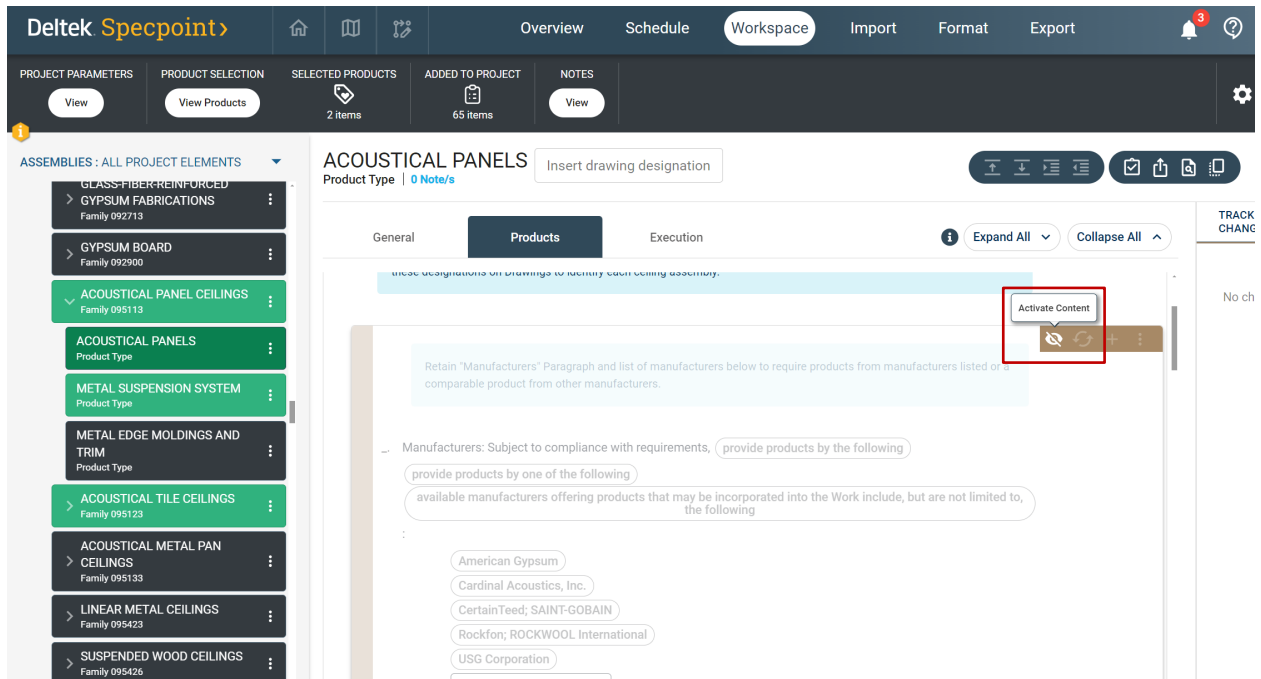 Deltek. Specpoint>
Overview Schedule Workspace Import Format Export
3
PROJECT PARAMETERS PRODUCT SELECTION SELECTED PRODUCTS ADDED TO PROJECT NOTES
View View Products 2 items 65 items View
ASSEMBLIES : ALL PROJECT ELEMENTS
GLASS-FIBER-REINFORCED
GYPSUM FABRICATIONS
Family 092713
GYPSUM BOARD
Family 092900
ACOUSTICAL PANEL CEILINGS
Family 095113
ACOUSTICAL PANELS
Product Type
METAL SUSPENSION SYSTEM
Product Type
METAL EDGE MOLDINGS AND
TRIM
Product Type
ACOUSTICAL TILE CEILINGS
Family 095123
ACOUSTICAL METAL PAN
CEILINGS
Family 095133
LINEAR METAL CEILINGS
Family 095423
SUSPENDED WOOD CEILINGS
Family 095426
ACOUSTICAL PANELS
Insert drawing designation
Product Type | 0 Note/s
General Products Execution
Expand All Collapse All
TRACK
CHANG
No ch
these designations on Drawings to identify each ceiling assembly.
Activate Content
Retain "Manufacturers" Paragraph and list of manufacturers below to require products from manufacturers listed or a
comparable product from other manufacturers.
_. Manufacturers: Subject to compliance with requirements, provide products by the following
provide products by one of the following
available manufacturers offering products that may be incorporated into the Work include, but are not limited to,
the following
:
American Gypsum
Cardinal Acoustics, Inc.
CertainTeed; SAINT-GOBAIN
Rockfon; ROCKWOOL International
USG Corporation